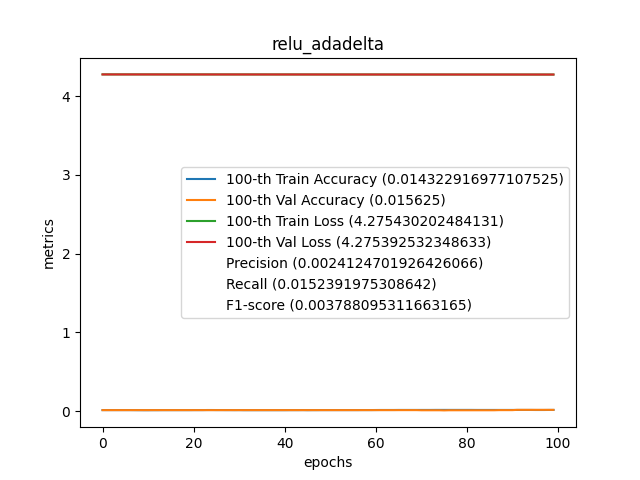 relu_adadelta
4
3
2
1
0
metrics
100-th Train Accuracy (0.014322916977107525)
100-th Val Accuracy (0.015625)
100-th Train Loss (4.275430202484131)
100-th Val Loss (4.275392532348633)
Precision (0.0024124701926426066)
Recall (0.0152391975308642)
F1-score (0.003788095311663165)
0 20 40 60 80 100
epochs